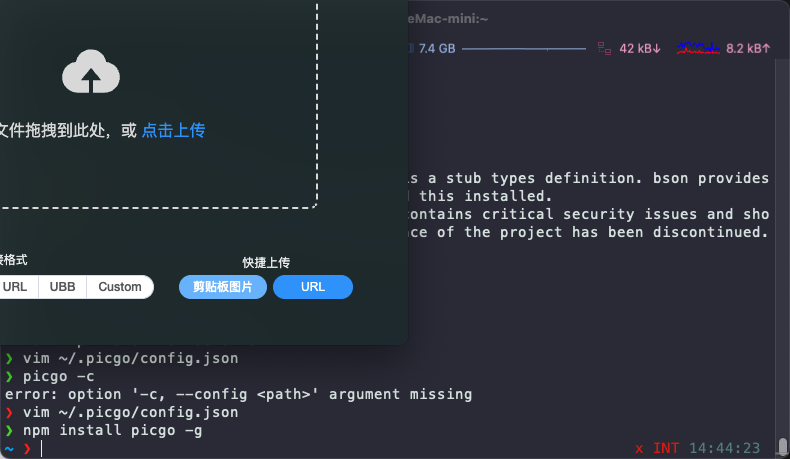 eMac-mini:~
7.4 GB 42 kB↓ 8.2 kB↑
文件拖拽到此处，或 点击上传
s a stub types definition. bson provides
this installed.
ontains critical security issues and sho
ce of the project has been discontinued.
接格式
快捷上传
URL UBB Custom 剪贴板图片 URL
❯ vim ~/.picgo/config.json
❯ picgo -c
error: option '-c, --config <path>' argument missing
❯ vim ~/.picgo/config.json
❯ npm install picgo -g
~ ❯ x INT 14:44:23